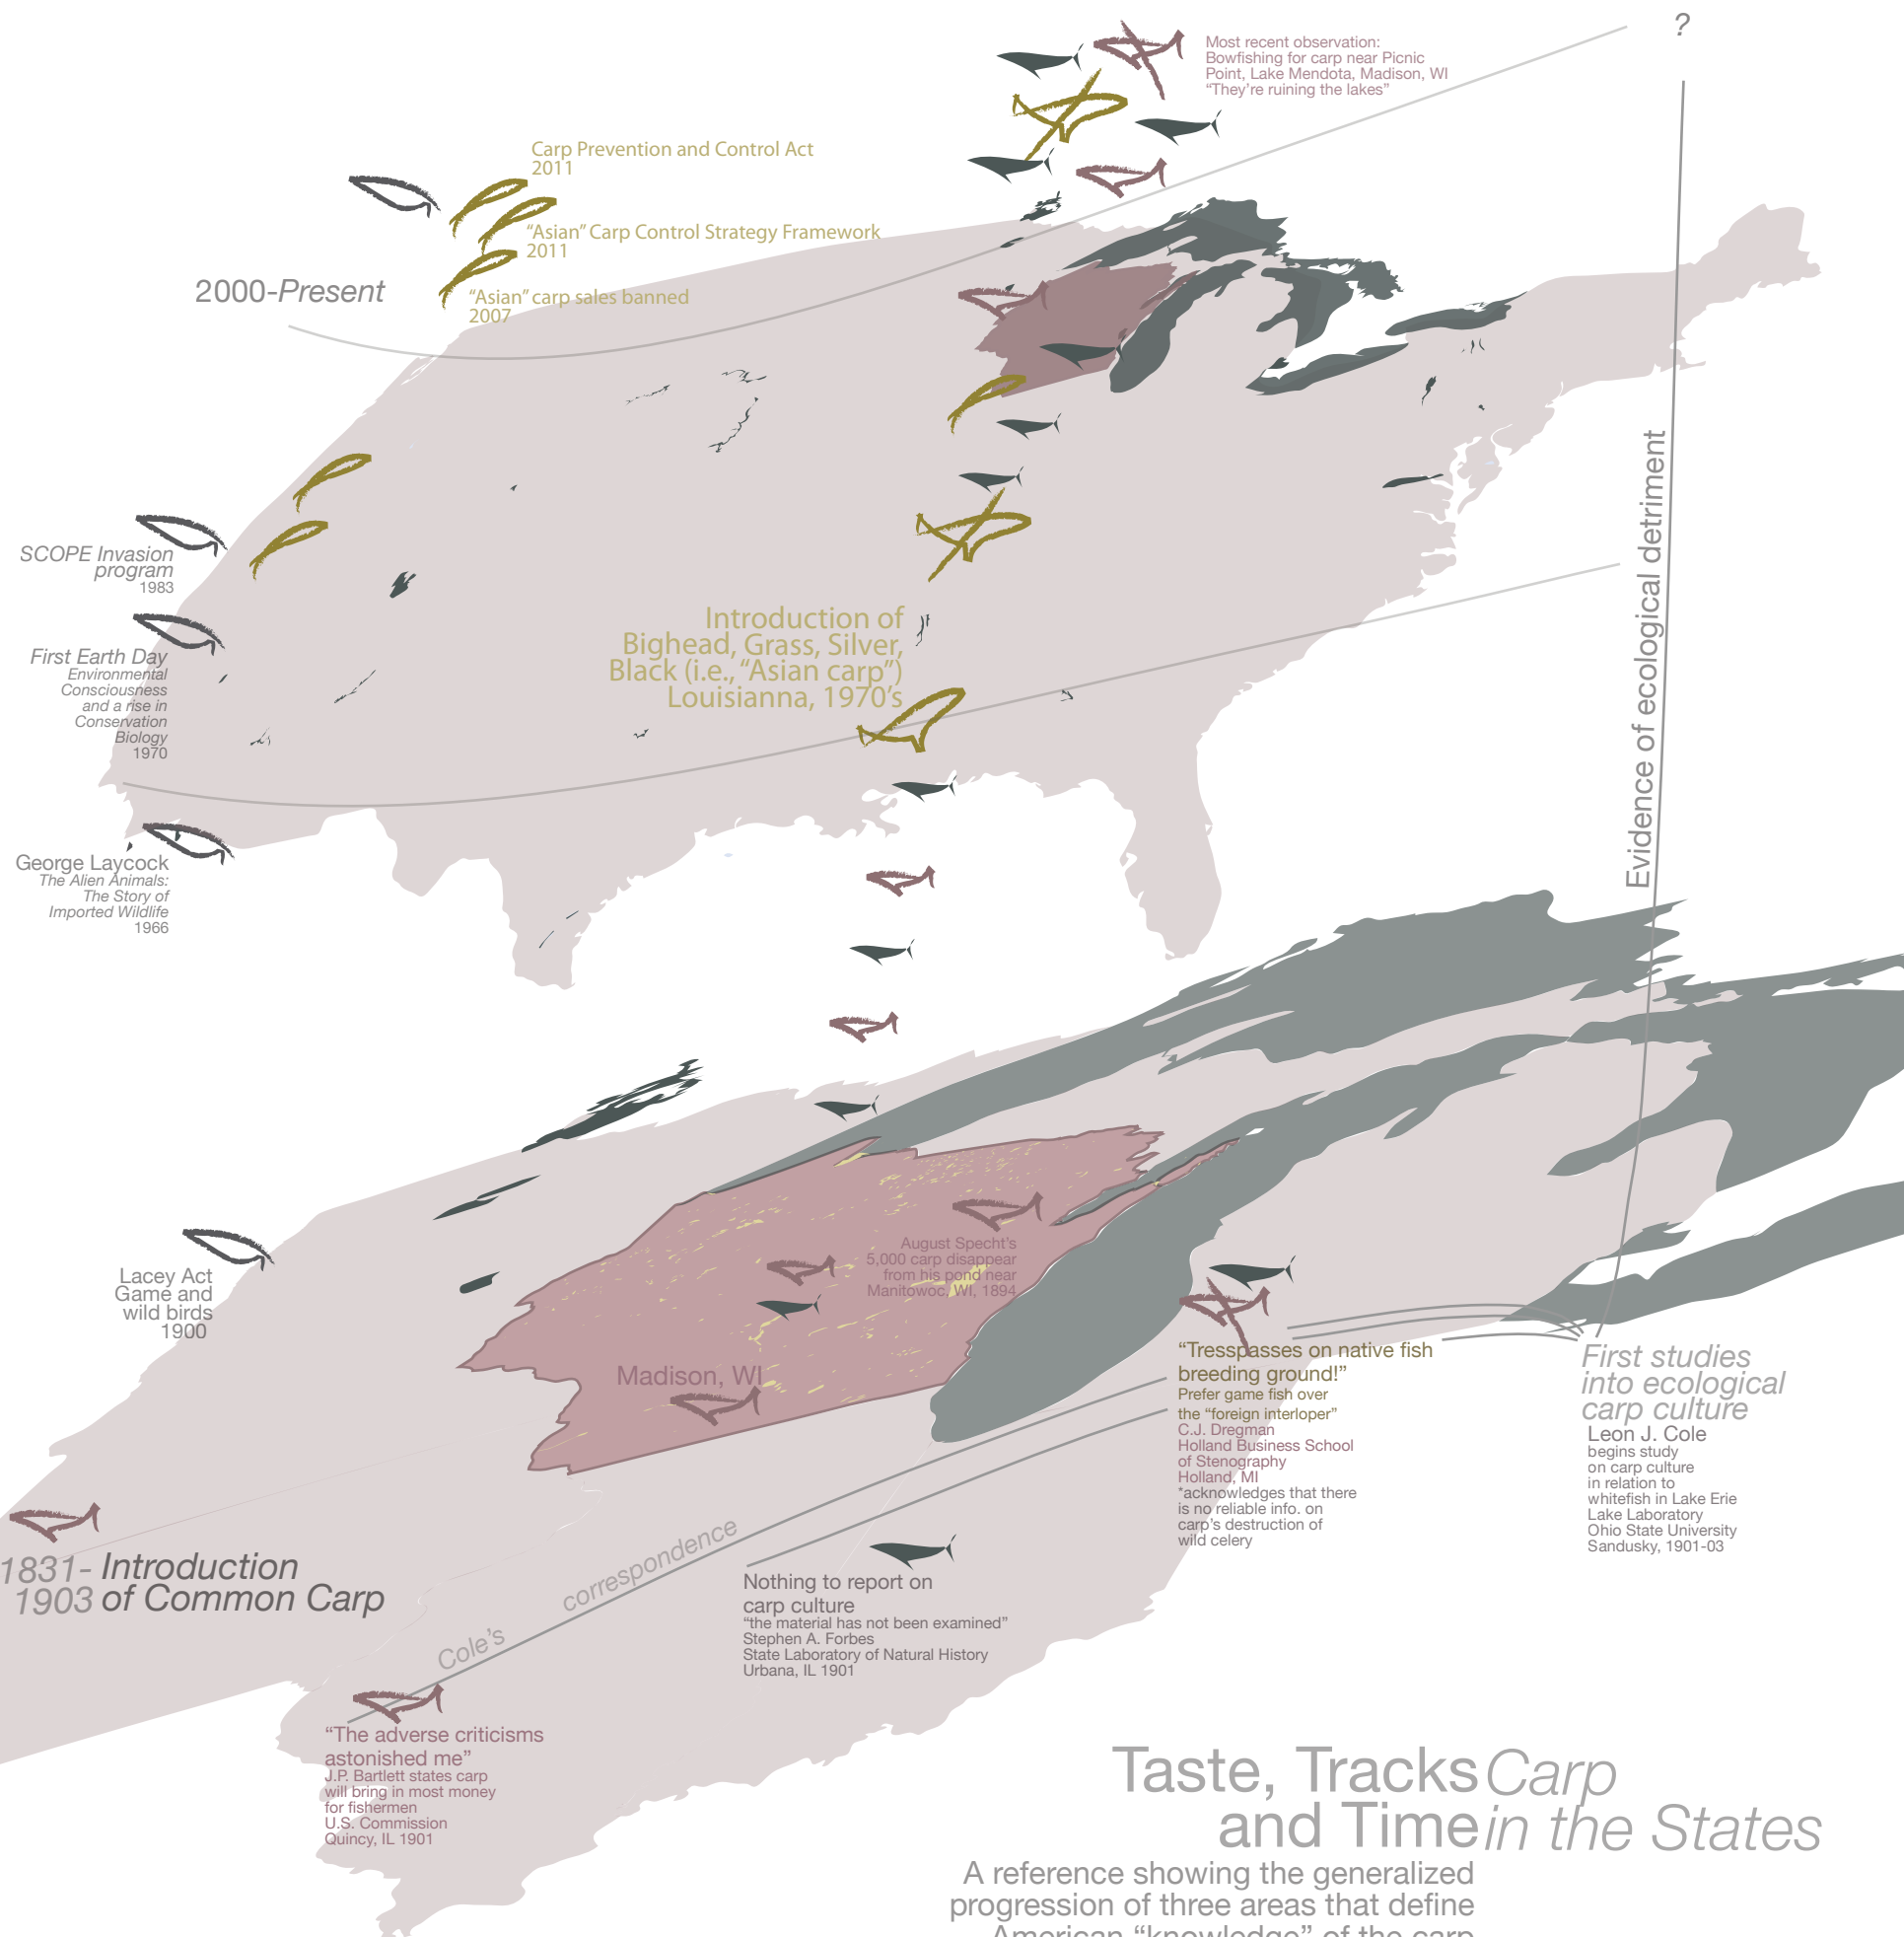 ?
Most recent observation:
Bowfishing for carp near Picnic
Point, Lake Mendota, Madison, WI
“They’re ruining the lakes”
Carp Prevention and Control Act
2011
“Asian” Carp Control Strategy Framework
2011
2000-Present
“Asian” carp sales banned
2007
Evidence of ecological detriment
SCOPE Invasion
program
1983
First Earth Day
Environmental
Consciousness
and a rise in
Conservation
Biology
1970
Introduction of
Bighead, Grass, Silver,
Black (i.e., “Asian carp”)
Louisianna, 1970’s
George Laycock
The Alien Animals:
The Story of
Imported Wildlife
1966
Lacey Act
Game and
wild birds
1900
August Specht’s
5,000 carp disappear
from his pond near
Manitowoc, WI, 1894
Madison, WI
“Tresspasses on native fish
breeding ground!”
Prefer game fish over
the “foreign interloper”
C.J. Dregman
Holland Business School
of Stenography
Holland, MI
*acknowledges that there
is no reliable info. on
carp’s destruction of
wild celery
First studies
into ecological
carp culture
Leon J. Cole
begins study
on carp culture
in relation to
whitefish in Lake Erie
Lake Laboratory
Ohio State University
Sandusky, 1901-03
1831- Introduction
1903 of Common Carp
Cole’s correspondence
Nothing to report on
carp culture
“the material has not been examined”
Stephen A. Forbes
State Laboratory of Natural History
Urbana, IL 1901
“The adverse criticisms
astonished me”
J.P. Bartlett states carp
will bring in most money
for fishermen
U.S. Commission
Quincy, IL 1901
Taste, Tracks Carp
and Time in the States
A reference showing the generalized
progression of three areas that define
American “knowledge” of the carp